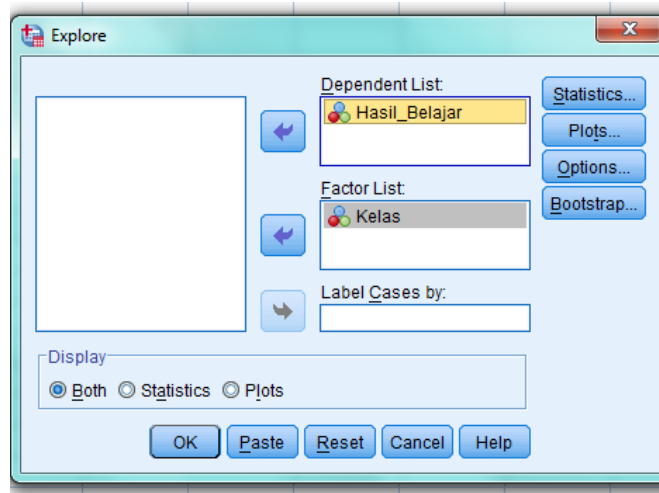 Explore
Dependent List:
Hasil_Belajar
Statistics...
Plots...
Options...
Bootstrap...
Factor List:
Kelas
Label Cases by:
Display
Both Statistics Plots
OK Paste Reset Cancel Help